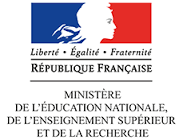 Liberté • Égalité • Fraternité
RÉPUBLIQUE FRANÇAISE
MINISTÈRE
DE L'ÉDUCATION NATIONALE,
DE L'ENSEIGNEMENT SUPÉRIEUR
ET DE LA RECHERCHE